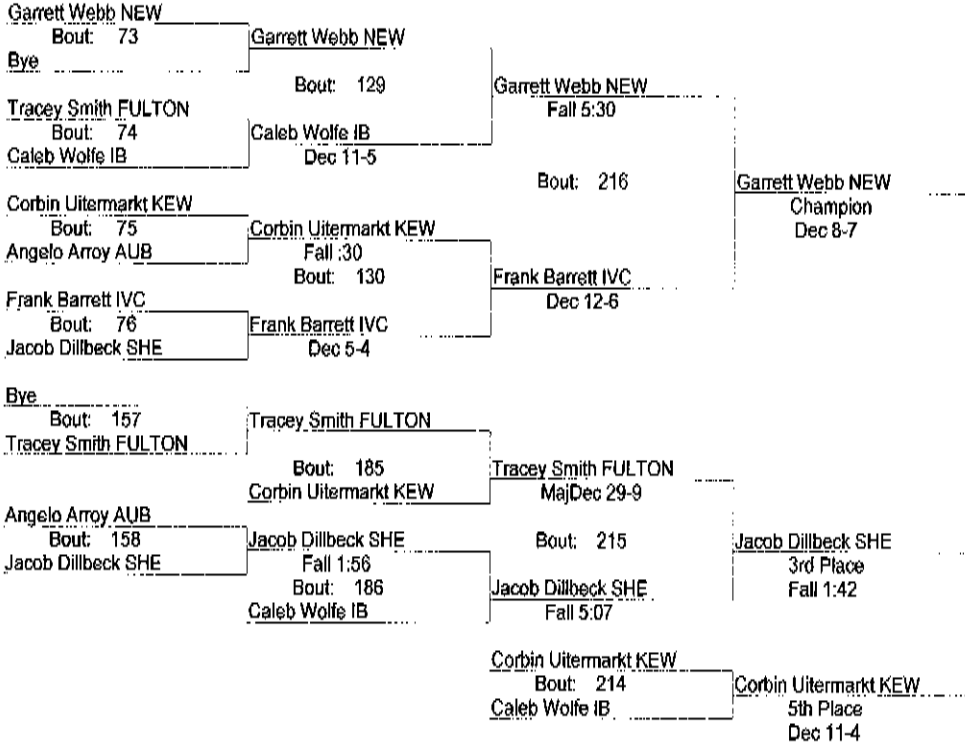 Garrett Webb NEW
Bout: 73
Bye
Garrett Webb NEW
Bout: 129
Tracey Smith FULTON
Bout: 74
Caleb Wolfe IB
Caleb Wolfe IB
Dec 11-5
Garrett Webb NEW
Fall 5:30
Bout: 216
Corbin Uitermarkt KEW
Bout: 75
Angelo Arroy AUB
Corbin Uitermarkt KEW
Fall :30
Bout: 130
Frank Barrett IVC
Bout: 76
Jacob Dillbeck SHE
Frank Barrett IVC
Dec 5-4
Frank Barrett IVC
Dec 12-6
Garrett Webb NEW
Champion
Dec 8-7
Bye
Bout: 157
Tracey Smith FULTON
Tracey Smith FULTON
Bout: 185
Corbin Uitermarkt KEW
Tracey Smith FULTON
MajDec 29-9
Bout: 215
Angelo Arroy AUB
Bout: 158
Jacob Dillbeck SHE
Jacob Dillbeck SHE
Fall 1:56
Bout: 186
Caleb Wolfe IB
Jacob Dillbeck SHE
Fall 5:07
Jacob Dillbeck SHE
3rd Place
Fall 1:42
Corbin Uitermarkt KEW
Bout: 214
Caleb Wolfe IB
Corbin Uitermarkt KEW
5th Place
Dec 11-4